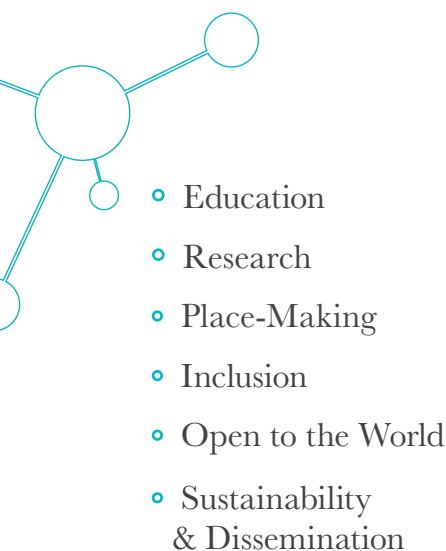 Education
Research
Place-Making
Inclusion
Open to the World
Sustainability
& Dissemination